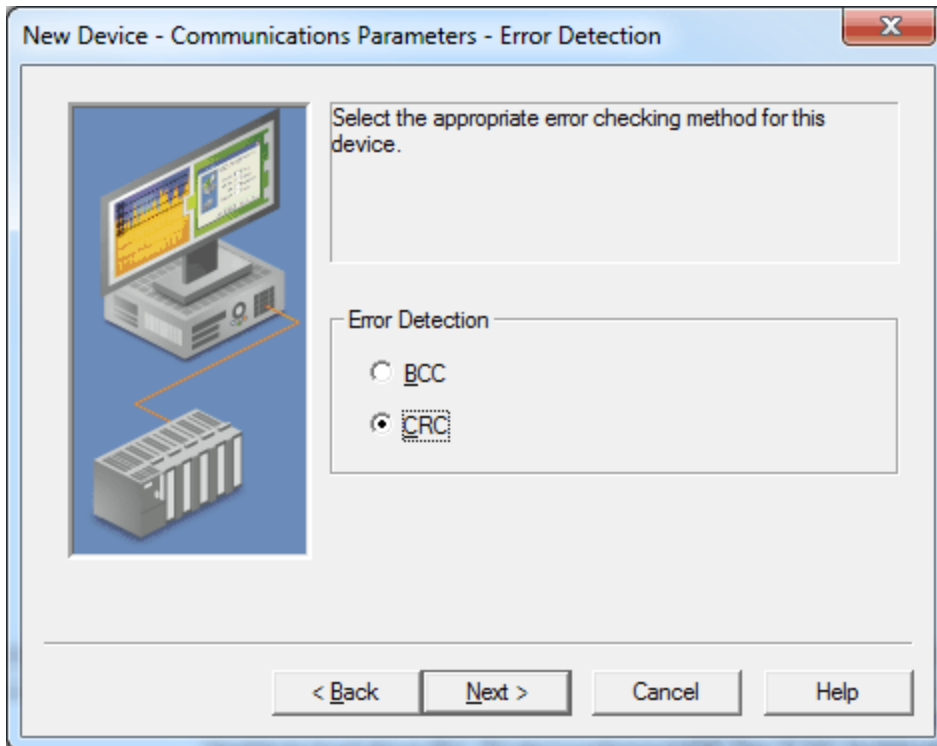 New Device - Communications Parameters - Error Detection
Select the appropriate error checking method for this
device.
Error Detection
BCC
CRC
< Back
Next >
Cancel
Help